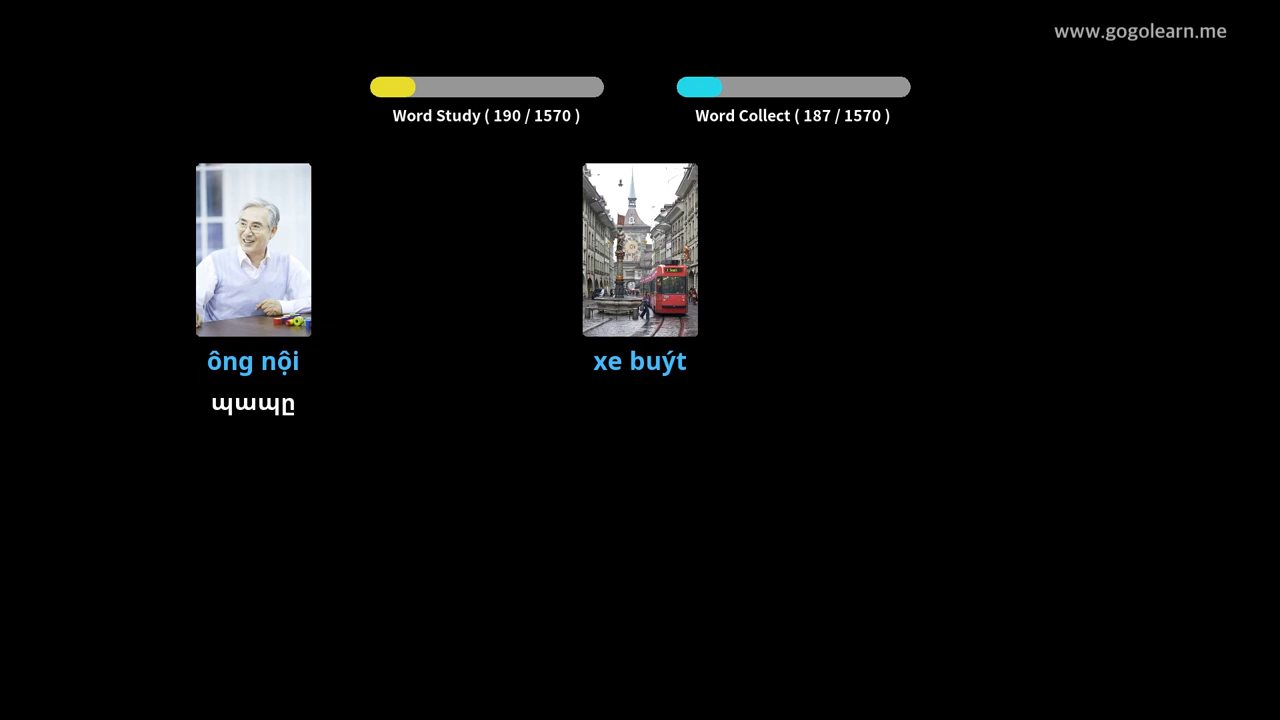 www.gogolearn.me
Word Study ( 190 / 1570 )
Word Collect ( 187 / 1570 )
ông nội
xe buýt
պապը